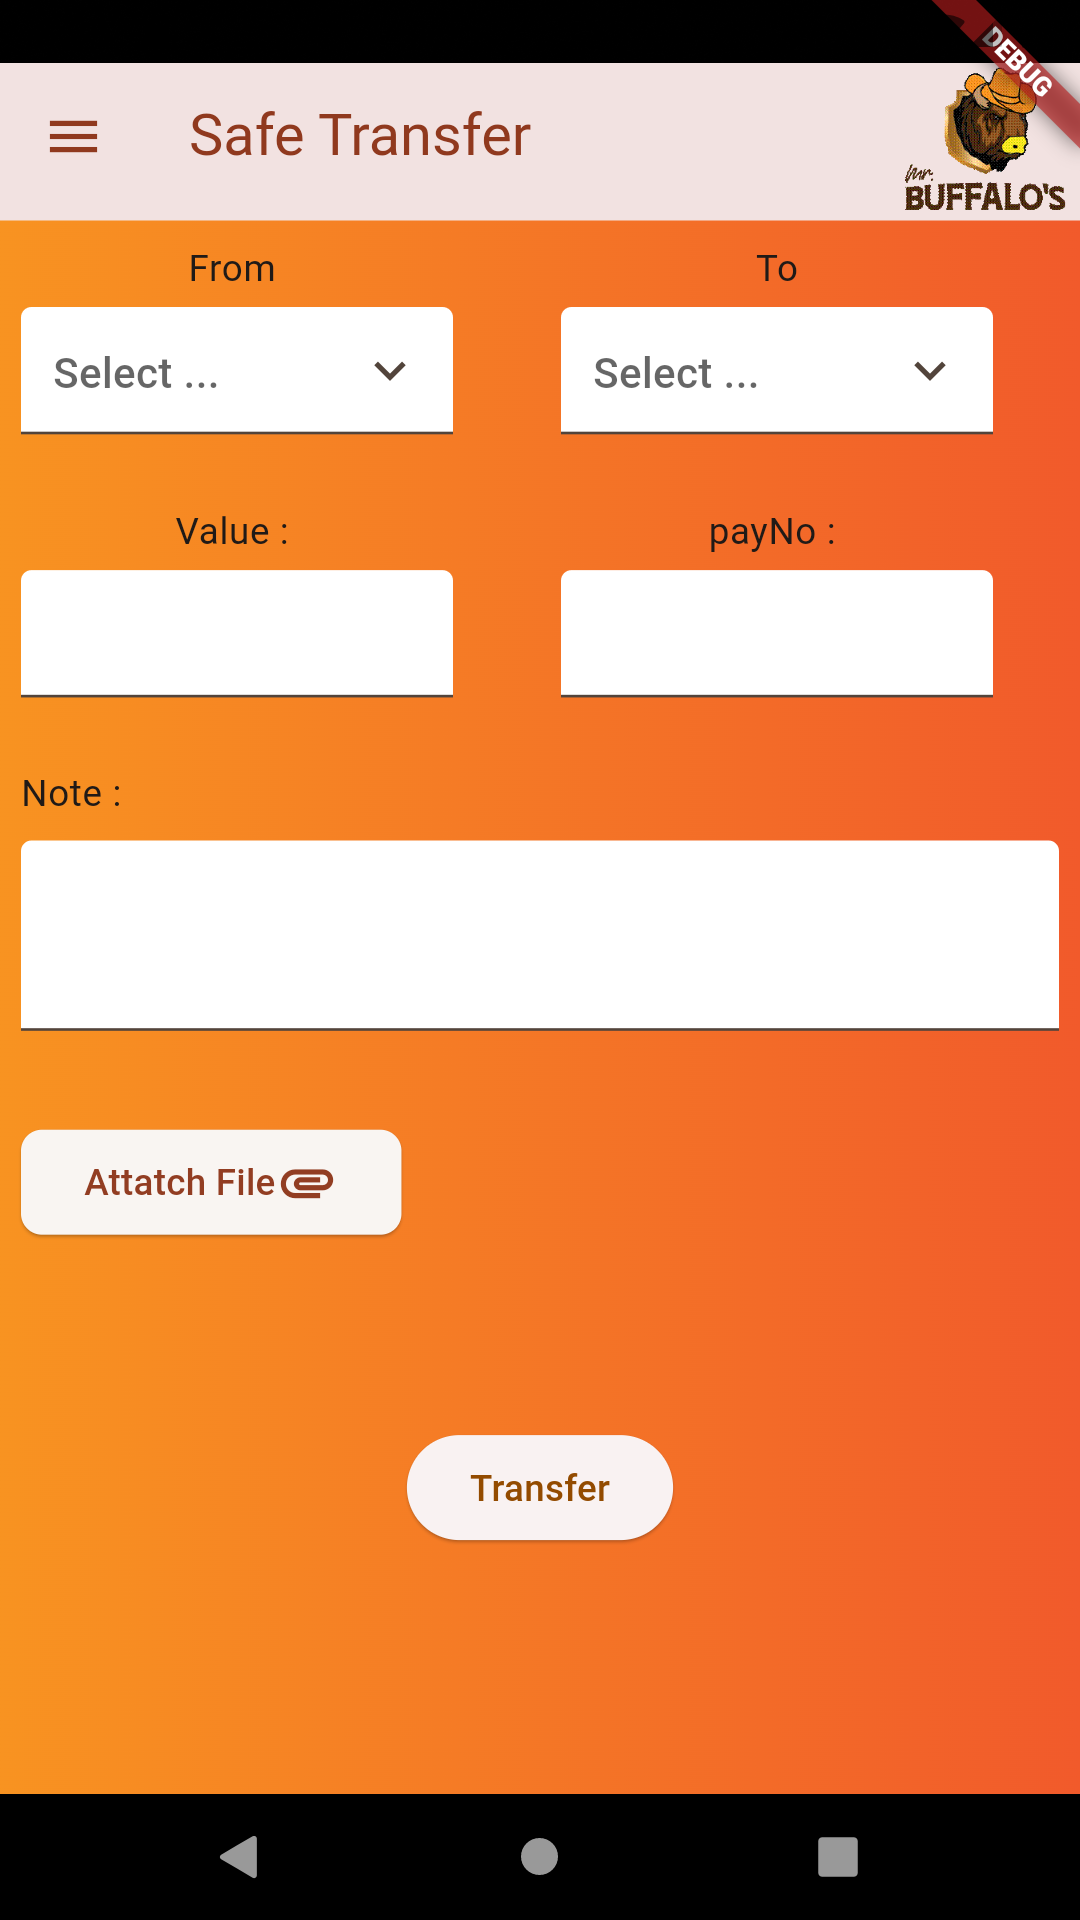 DEBUG
Safe Transfer
Mr.
BUFFALO'S
From
To
Select ...
Select ...
Value :
payNo :
Note :
Attatch File
Transfer